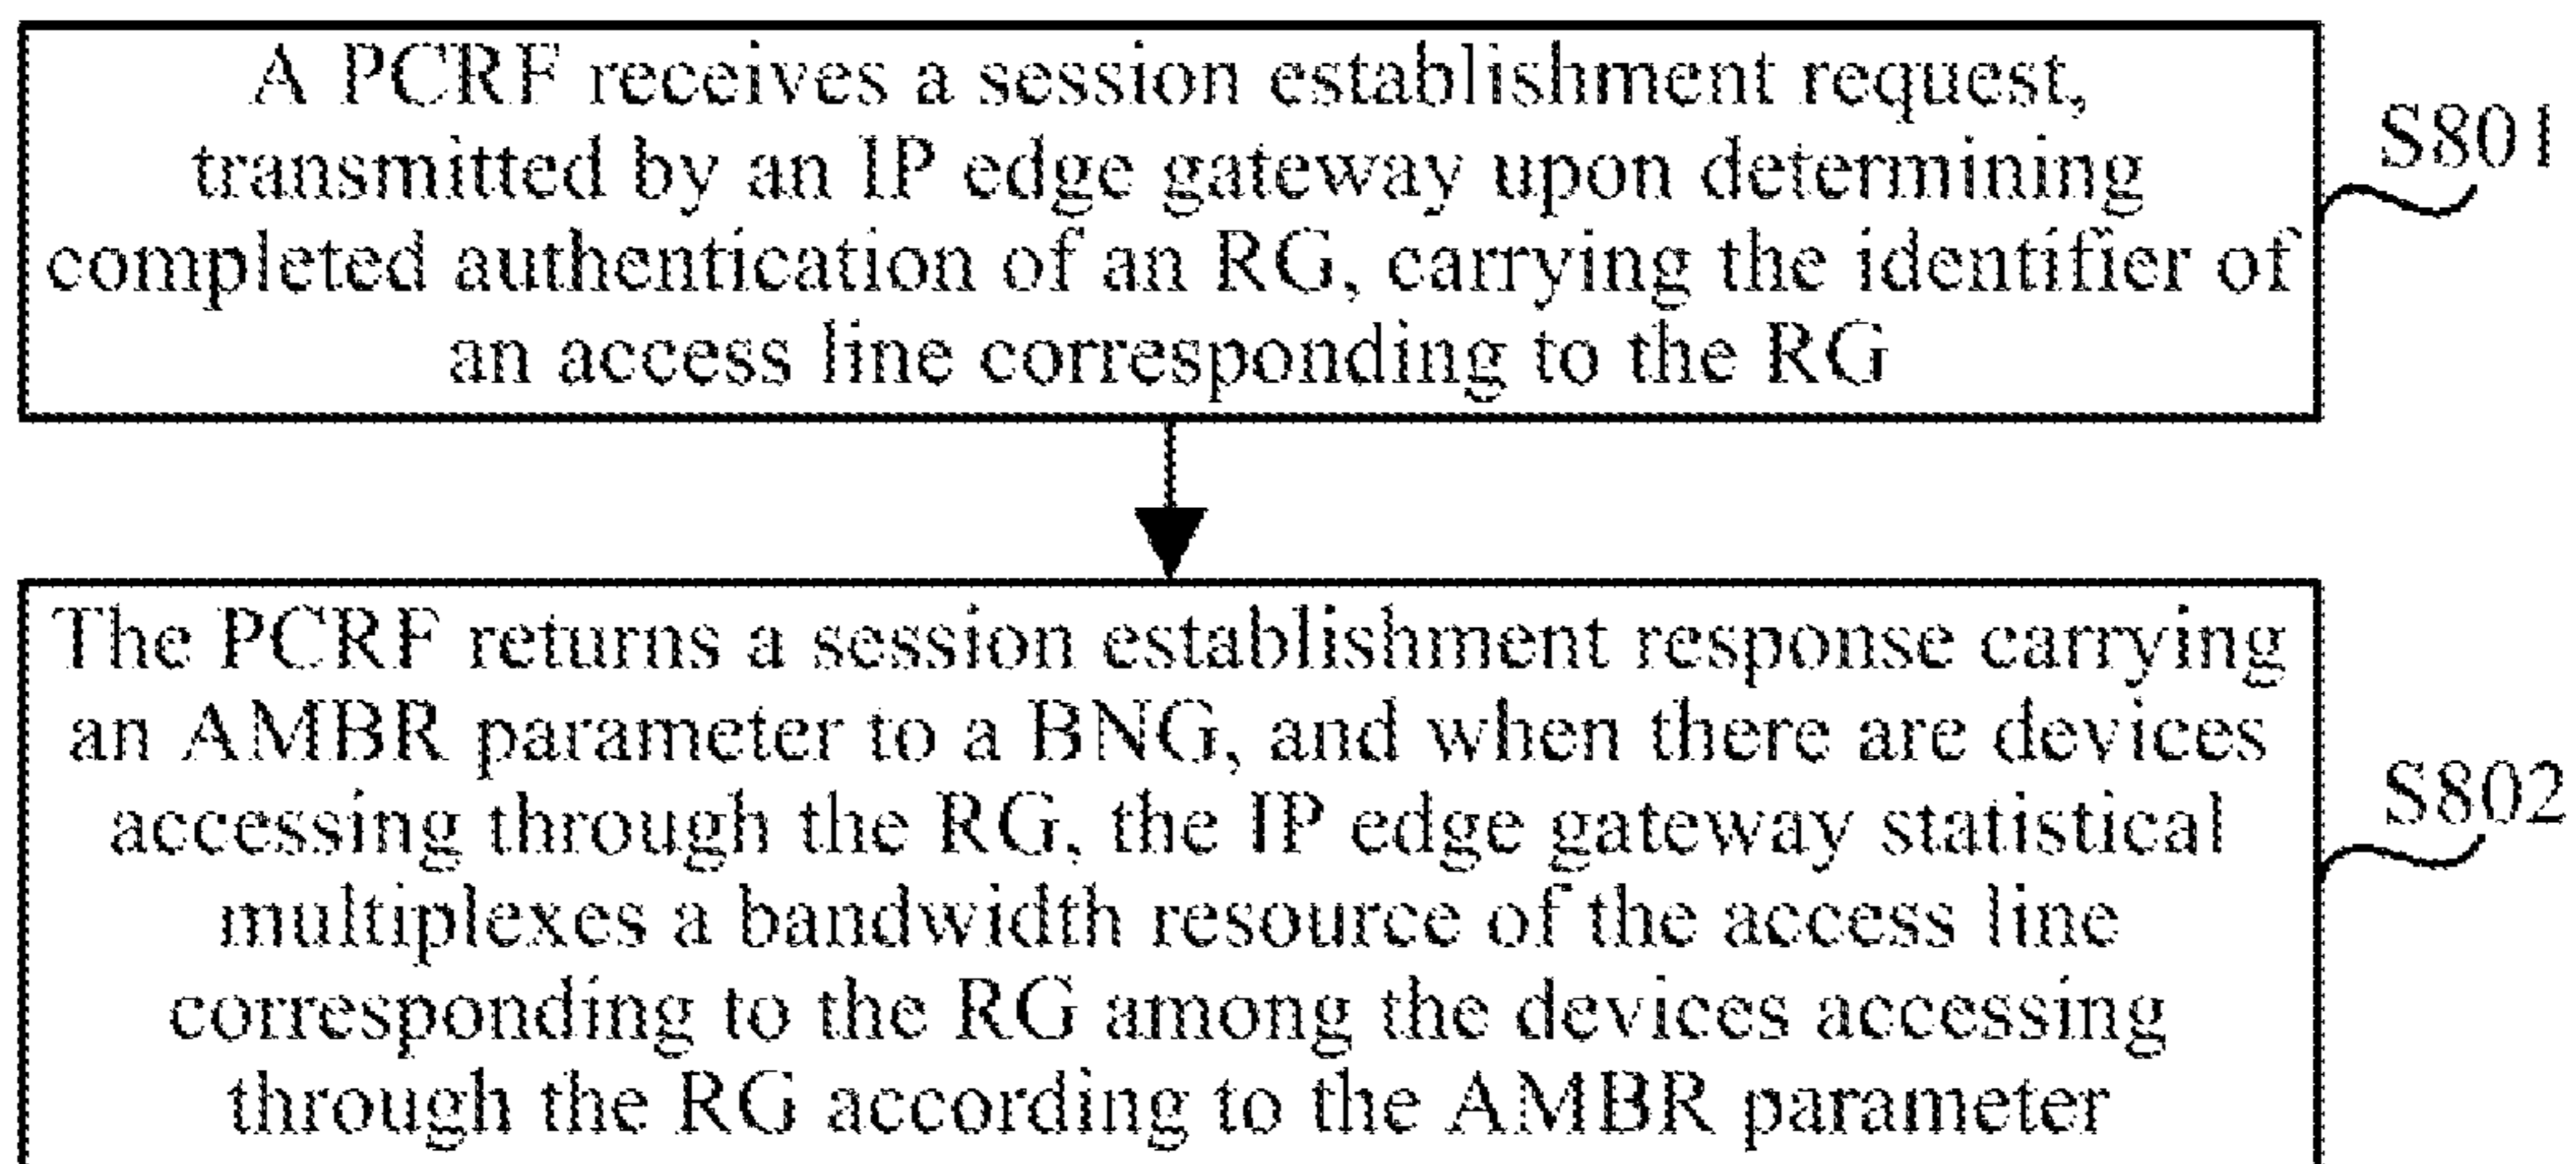 A PCRF receives a session establishment request,
transmitted by an IP edge gateway upon determining
completed authentication of an RG, carrying the identifier of
an access line corresponding to the RG
S801
The PCRF returns a session establishment response carrying
an AMBR parameter to a BNG, and when there are devices
accessing through the RG, the IP edge gateway statistical
multiplexes a bandwidth resource of the access line
corresponding to the RG among the devices accessing
through the RG according to the AMBR parameter
S802